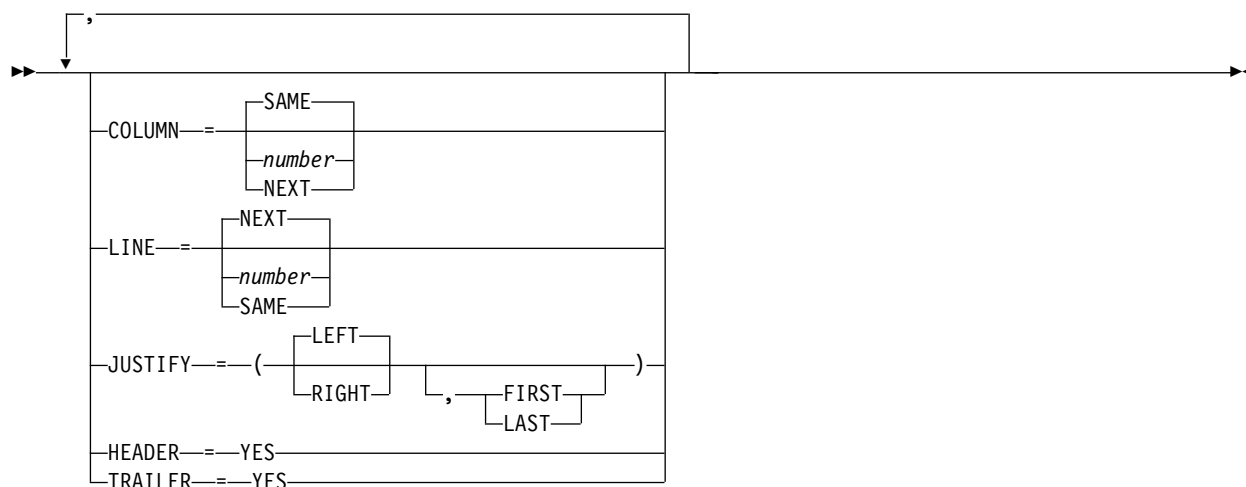 ,
SAME
COLUMN = number
NEXT
NEXT
LINE = number
SAME
LEFT
JUSTIFY = ( RIGHT , FIRST )
LAST
HEADER = YES
TRAILER = YES